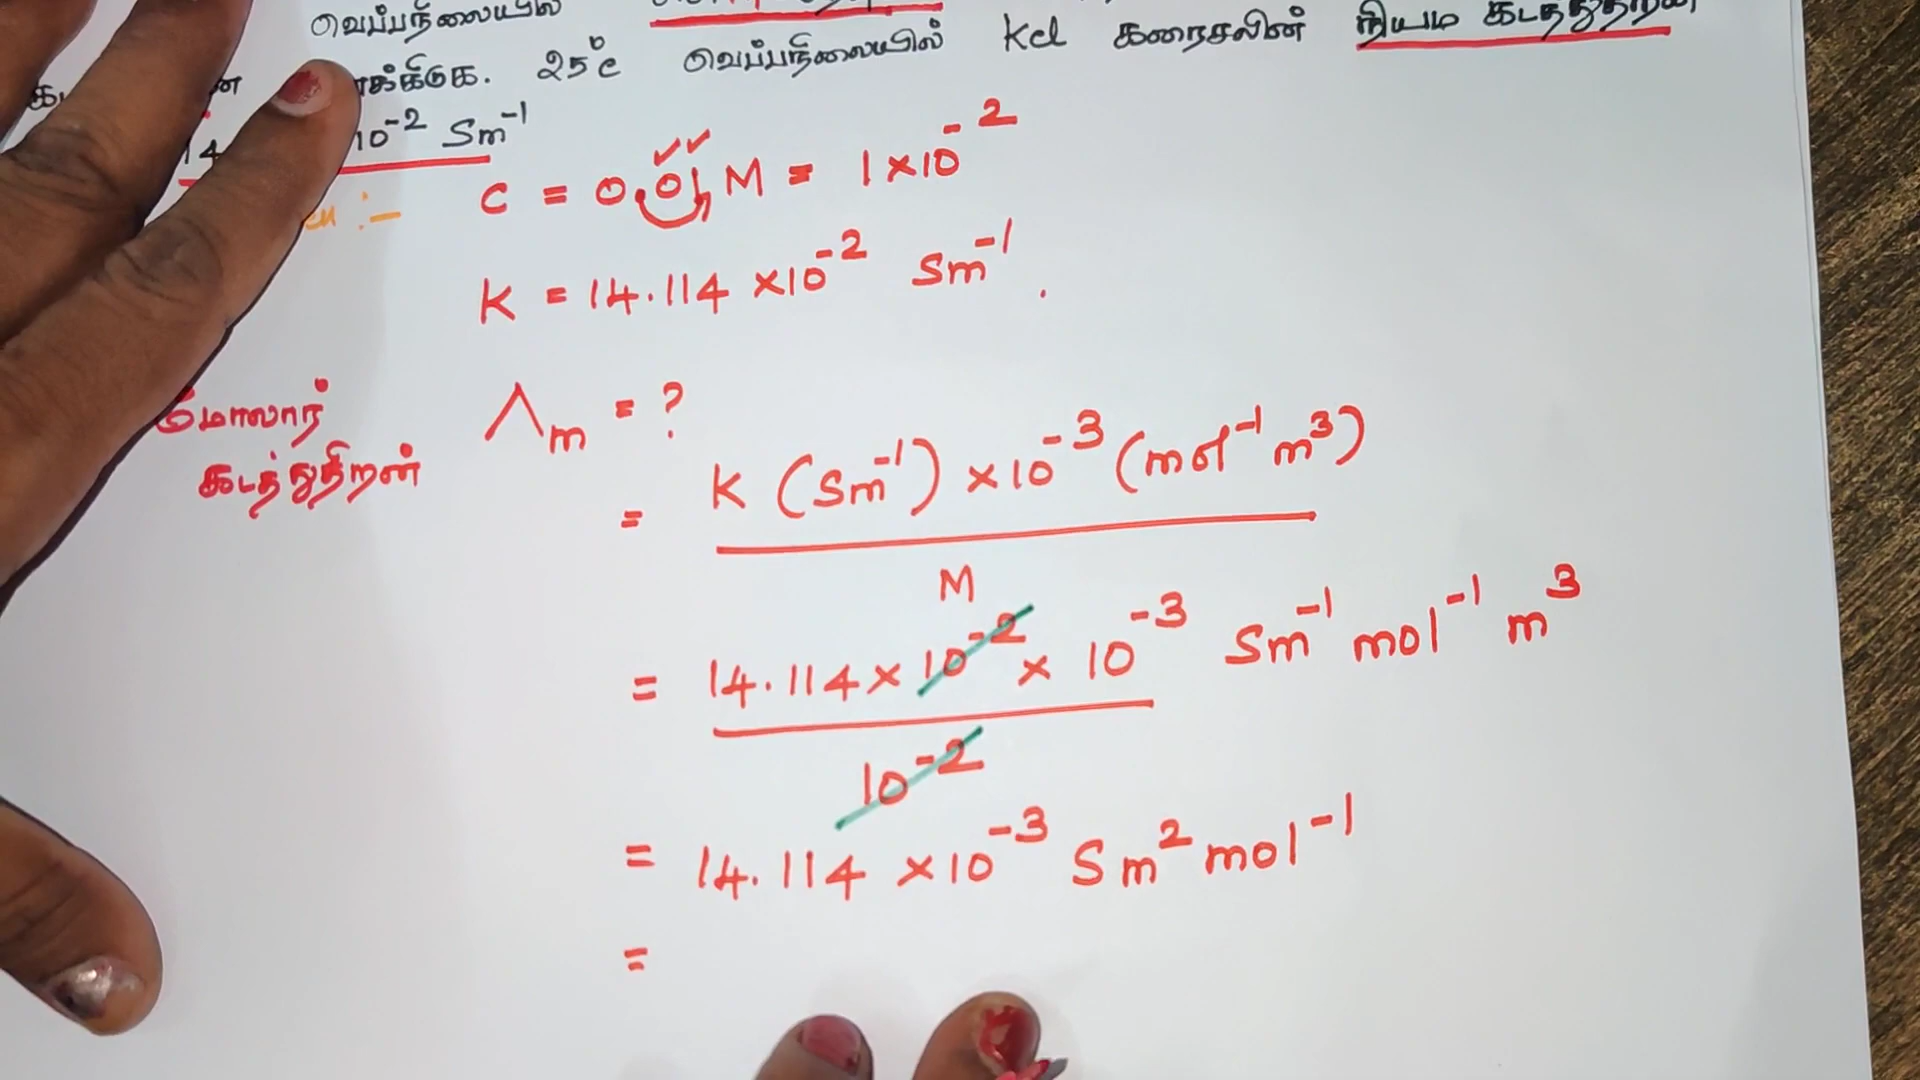 வெப்பநிலையில்
25°C வெப்பநிலையில் Kcl கரைசலின் நியம கடத்துதிறன்
14 10⁻² Sm⁻¹
:-
C = 0.01 M = 1×10⁻²
K = 14.114 ×10⁻² Sm⁻¹.
மோலார் கடத்துதிறன் Λm = ?
= K (Sm⁻¹) ×10⁻³ (mol⁻¹ m³)
M
= 14.114 × 10⁻² × 10⁻³ Sm⁻¹ mol⁻¹ m³
10⁻²
= 14.114 ×10⁻³ Sm² mol⁻¹
=